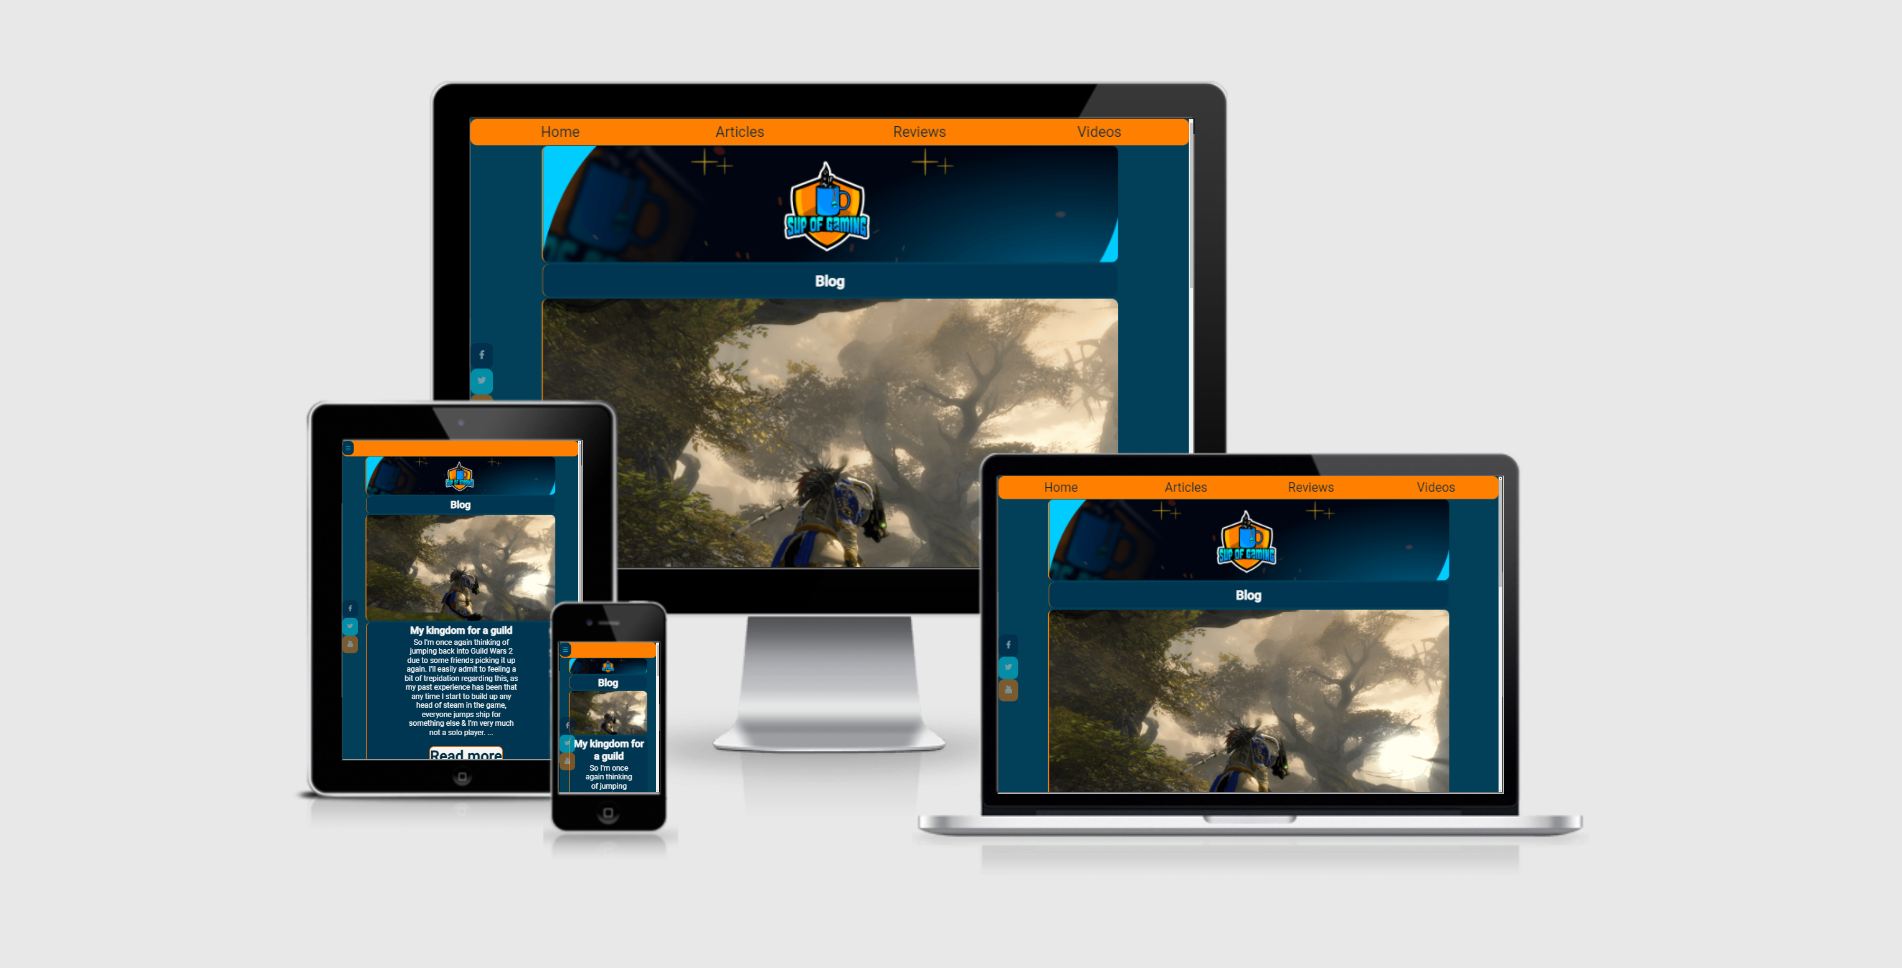 Home Articles Reviews Videos
SUP OF GAMING
Blog
SUP OF GAMING
Blog
My kingdom for a guild
So I'm once again thinking of
jumping back into Guild Wars 2
due to some friends picking it up
again. I'll easily admit to feeling a
bit of trepidation regarding this, as
my past experience has been that
any time I start to build up any
head of steam in the game,
everyone jumps ship for
something else & I'm very much
not a solo player. ...
Read more
Blog
My kingdom for
a guild
So I'm once
again thinking
of jumping
Home Articles Reviews Videos
SUP OF GAMING
Blog